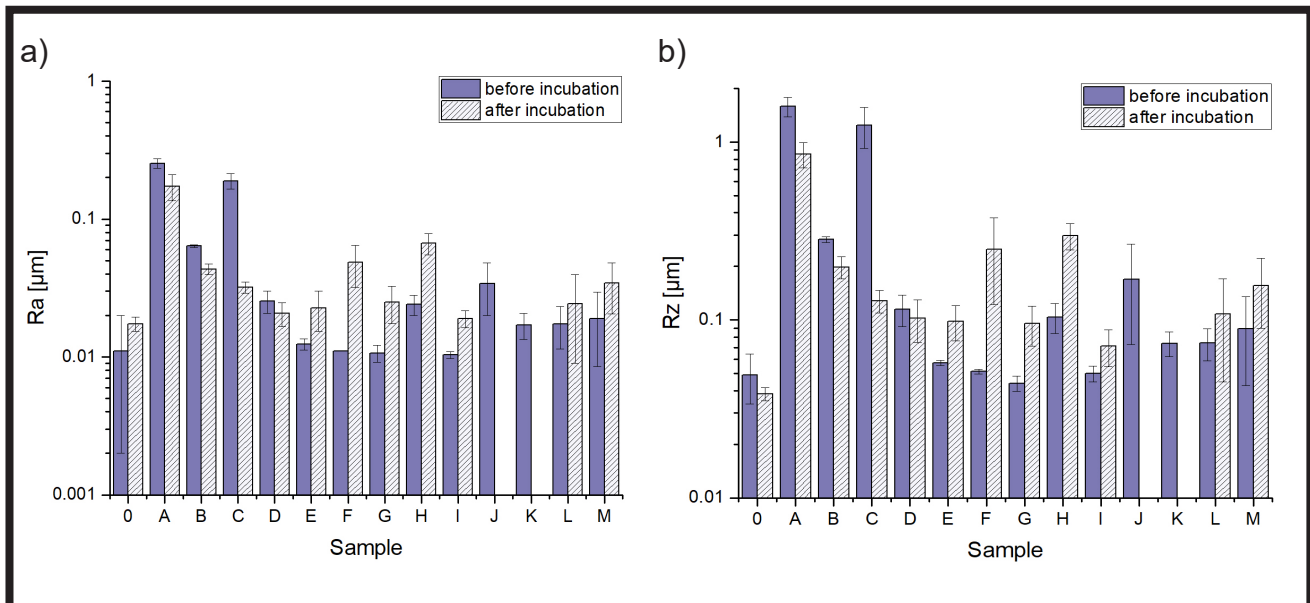 a)
1
0.1
0.01
0.001
Ra [µm]
before incubation
after incubation
0 A B C D E F G H I J K L M
Sample
b)
1
0.1
0.01
Rz [µm]
before incubation
after incubation
0 A B C D E F G H I J K L M
Sample